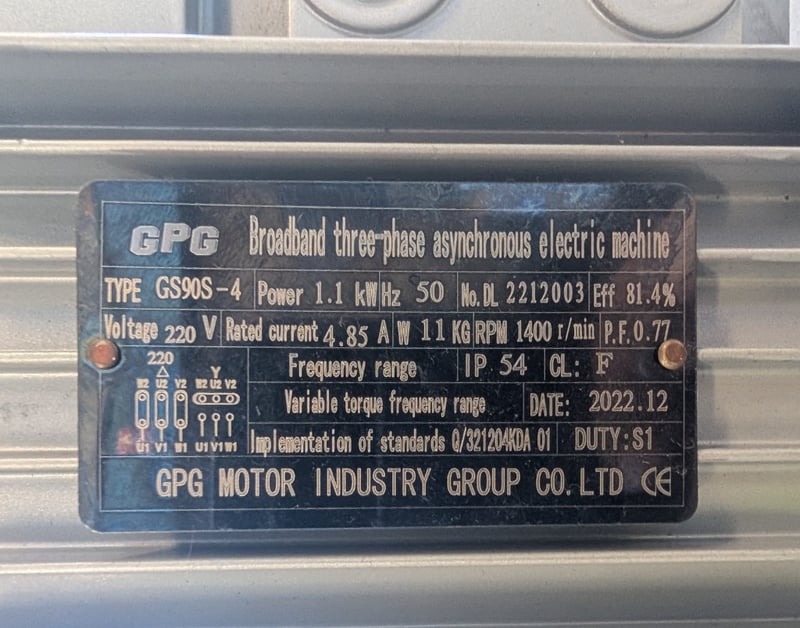 GPG Broadband three-phase asynchronous electric machine
TYPE GS90S-4 Power 1.1 kW Hz 50 No.DL 2212003 Eff 81.4%
Voltage 220 V Rated current 4.85 A W 11 KG RPM 1400 r/min P.F. 0.77
220 △ Y
W2 U2 V2 W2 U2 V2
U1 V1 W1 U1 V1 W1
Frequency range IP 54 CL: F
Variable torque frequency range DATE: 2022.12
Implementation of standards Q/321204KDA 01 DUTY:S1
GPG MOTOR INDUSTRY GROUP CO.LTD CE